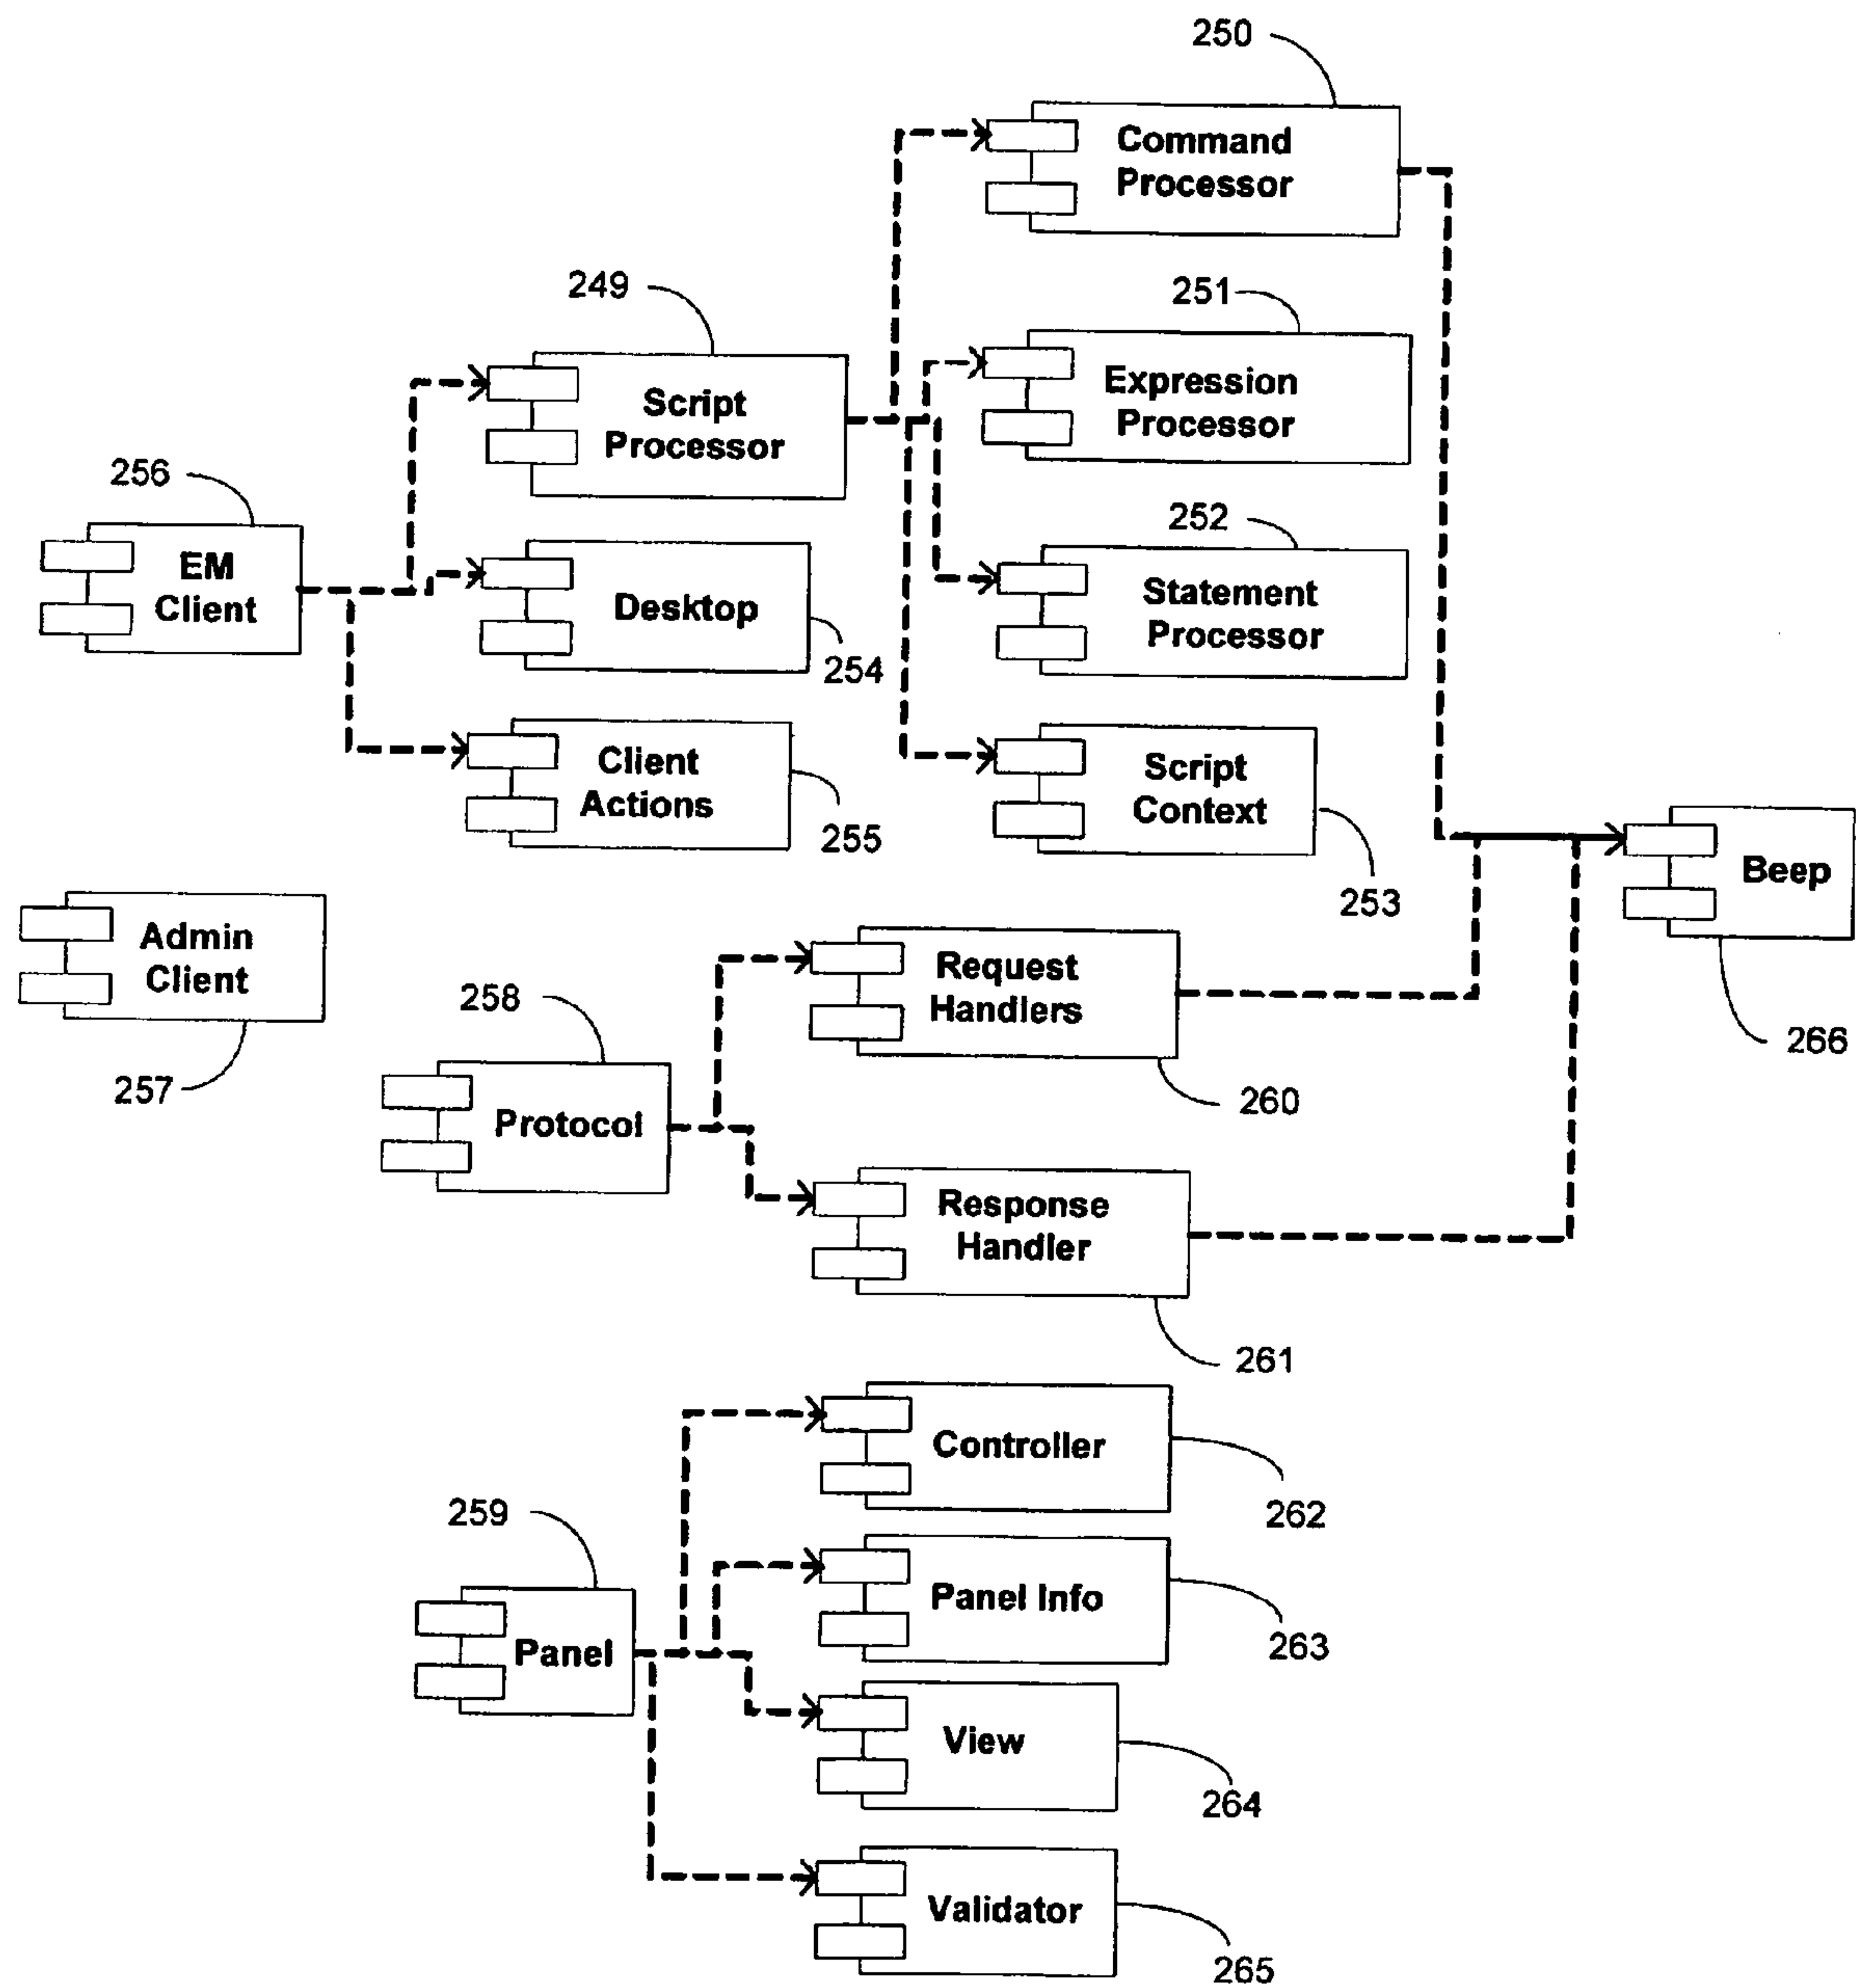 250
Command
Processor
249
251
Script
Processor
Expression
Processor
256
252
EM
Client
Desktop
254
Statement
Processor
Client
Actions
255
Script
Context
253
Beep
266
Admin
Client
257
258
Request
Handlers
260
Protocol
Response
Handler
261
Controller
262
259
Panel Info
263
Panel
View
264
Validator
265